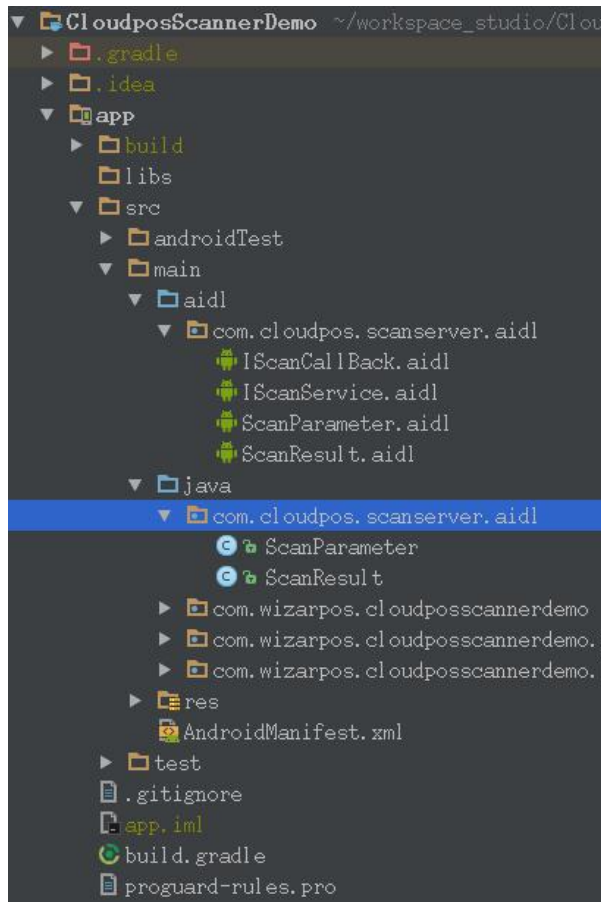 CloudposScannerDemo ~/workspace_studio/Clou
.gradle
.idea
app
build
libs
src
androidTest
main
aidl
com.cloudpos.scanserver.aidl
IScanCallBack.aidl
IScanService.aidl
ScanParameter.aidl
ScanResult.aidl
java
com.cloudpos.scanserver.aidl
ScanParameter
ScanResult
com.wizarpos.cloudposscannerdemo
com.wizarpos.cloudposscannerdemo.
com.wizarpos.cloudposscannerdemo.
res
AndroidManifest.xml
test
.gitignore
app.iml
build.gradle
proguard-rules.pro